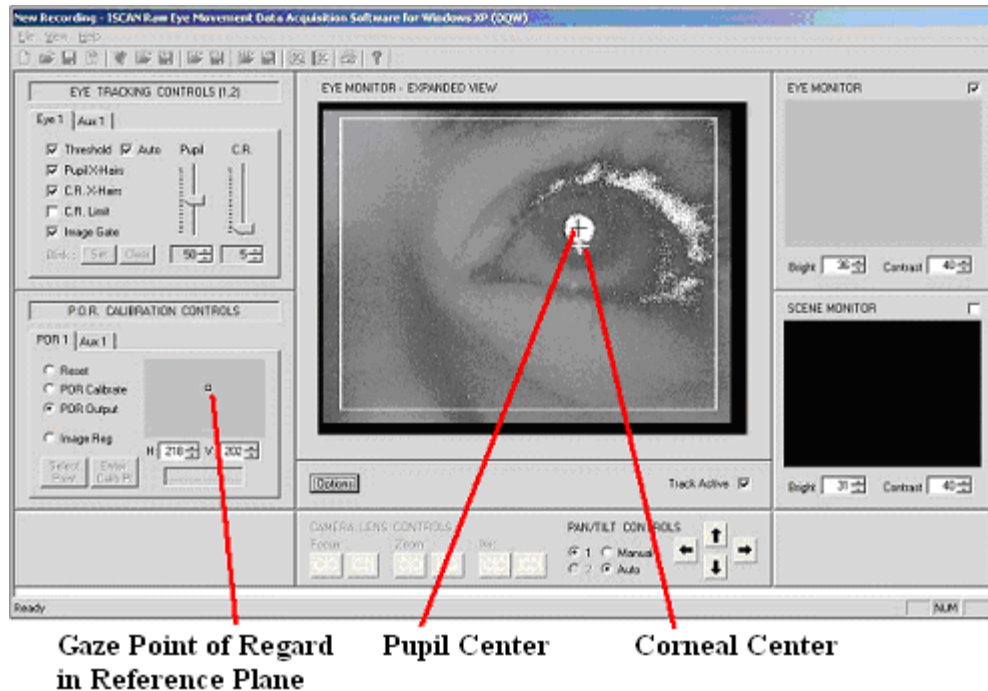 New Recording - ISCAN Raw Eye Movement Data Acquisition Software for Windows XP (DQW)
File View Help
EYE TRACKING CONTROLS (1,2)
Eye 1 Aux 1
Threshold Auto Pupil C.R.
Pupil X-Hairs
C.R. X-Hairs
C.R. Limit
Image Gate
Set Clear 50 5
P.O.R. CALIBRATION CONTROLS
POR 1 Aux 1
Reset
POR Calibrate
POR Output
Image Reg
H: 218 V: 202
Select Point
Enter Calib Pt
EYE MONITOR - EXPANDED VIEW
Options
Track Active
CAMERA LENS CONTROLS
Focus Zoom Iris
PAN/TILT CONTROLS
1 Manual
2 Auto
EYE MONITOR
Bright 36 Contrast 40
SCENE MONITOR
Bright 31 Contrast 40
Ready NUM
Gaze Point of Regard
in Reference Plane
Pupil Center
Corneal Center